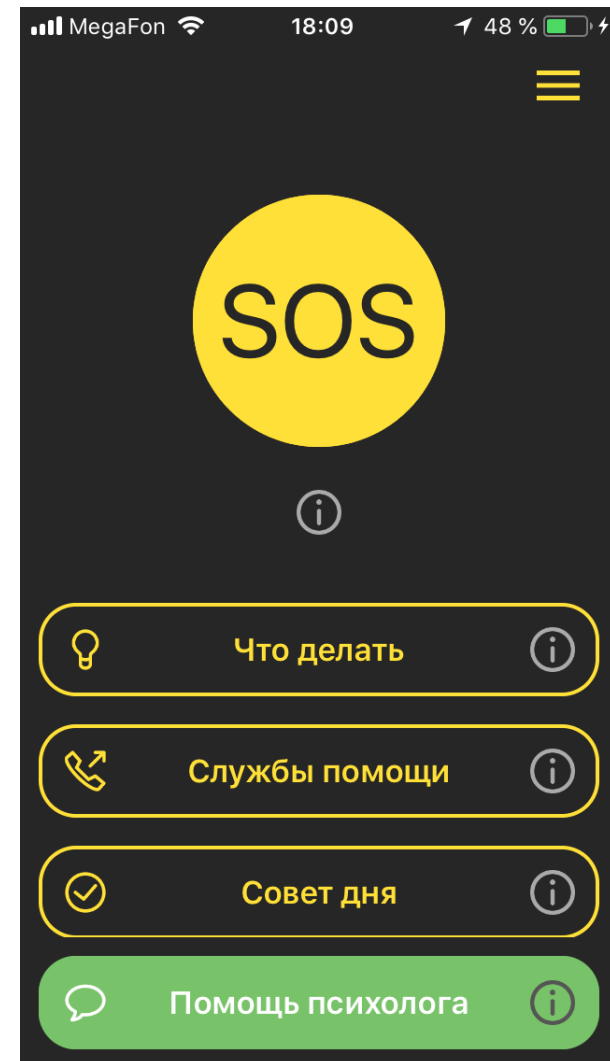 MegaFon 18:09 48 %
SOS
Что делать
Службы помощи
Совет дня
Помощь психолога